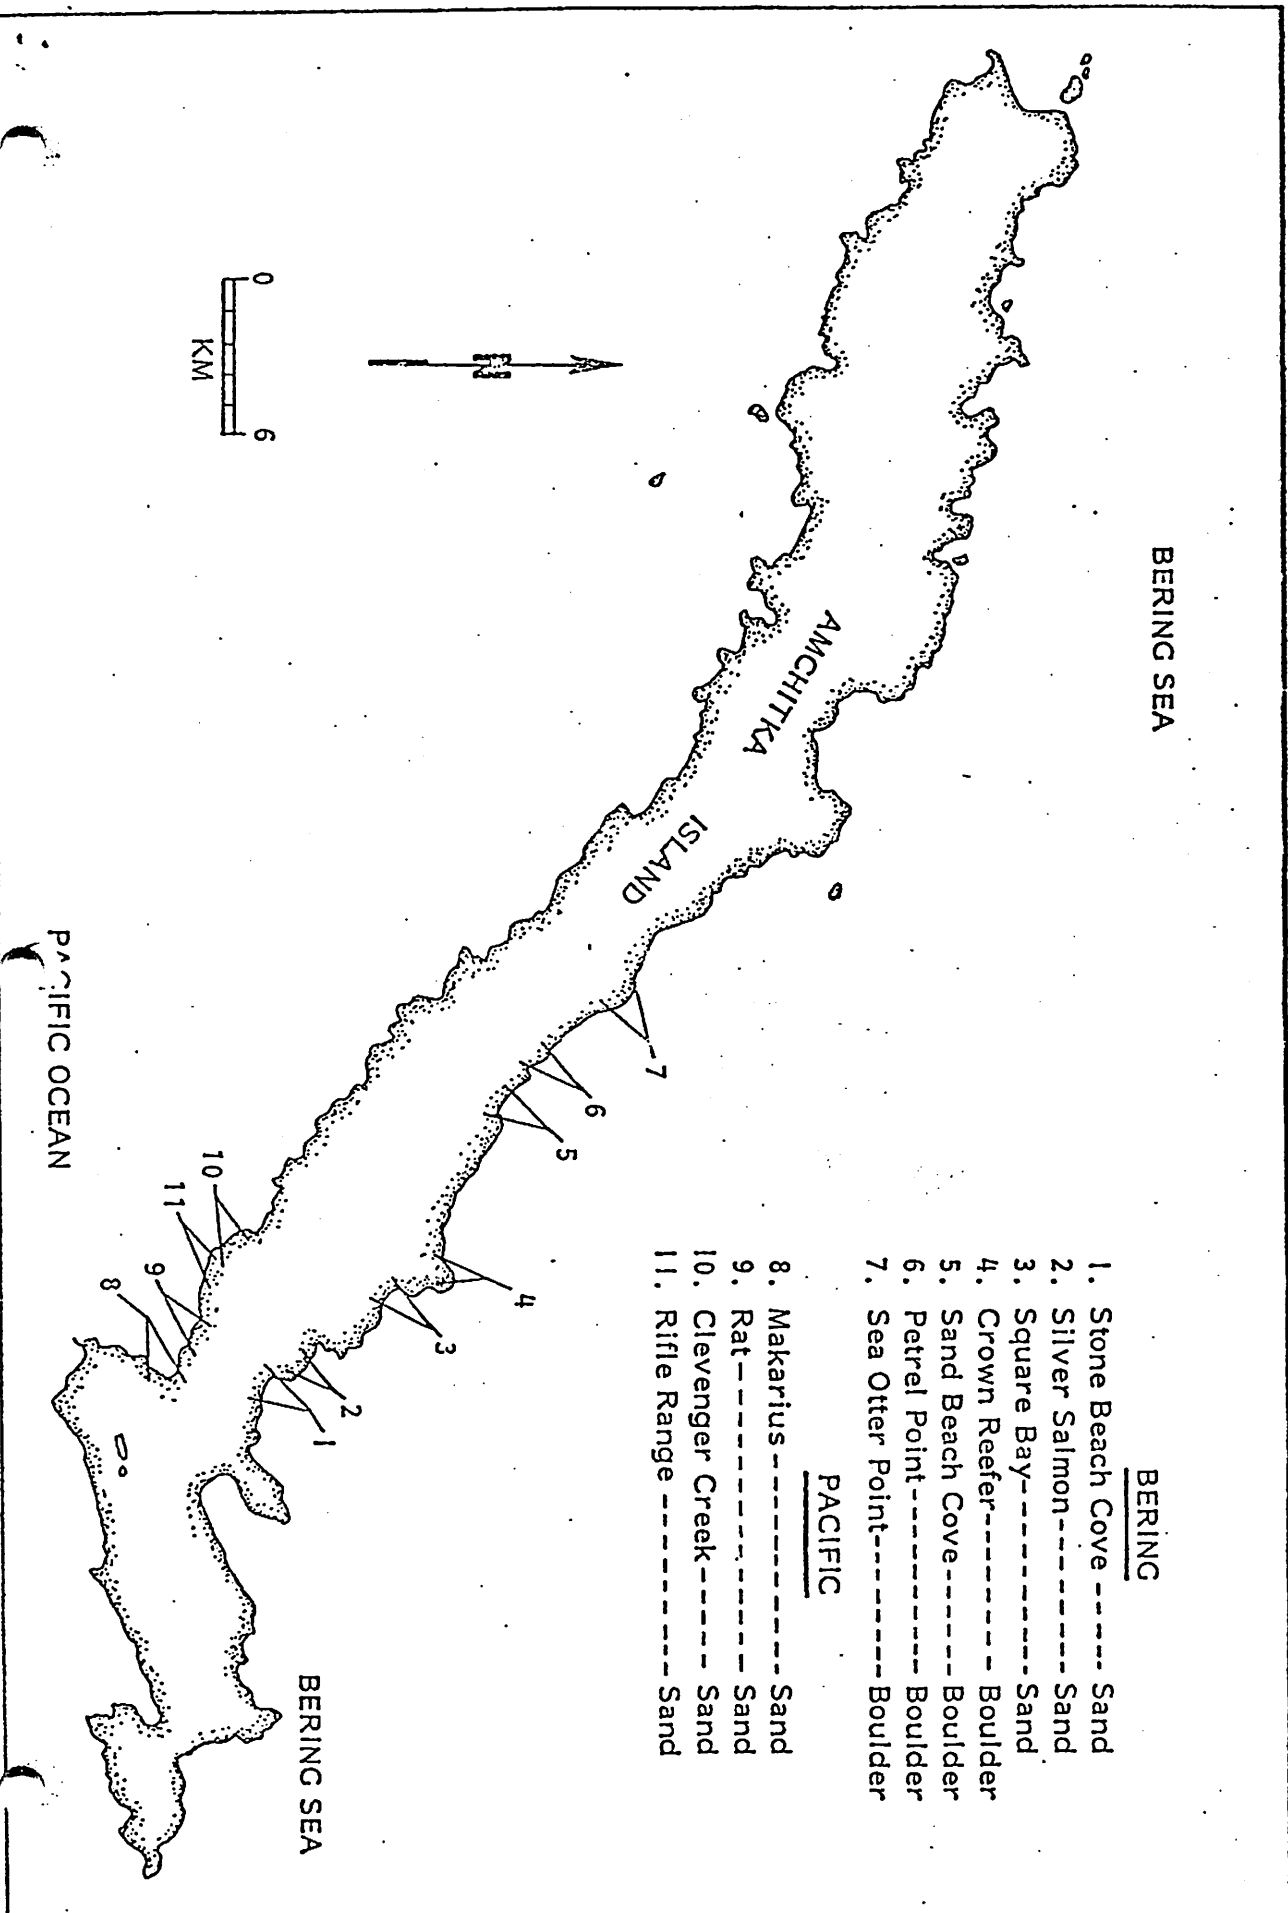 BERING SEA
BERING
1. Stone Beach Cove ----- Sand
2. Silver Salmon--------- Sand
3. Square Bay---------- Sand
4. Crown Reefer-------- Boulder
5. Sand Beach Cove------ Boulder
6. Petrel Point--------- Boulder
7. Sea Otter Point------- Boulder
PACIFIC
8. Makarius ----------- Sand
9. Rat------------- Sand
10. Clevenger Creek----- Sand
11. Rifle Range --------- Sand
AMCHITKA
ISLAND
7
6
5
4
3
2
1
10
11
9
8
N
0 6
KM
BERING SEA
PACIFIC OCEAN